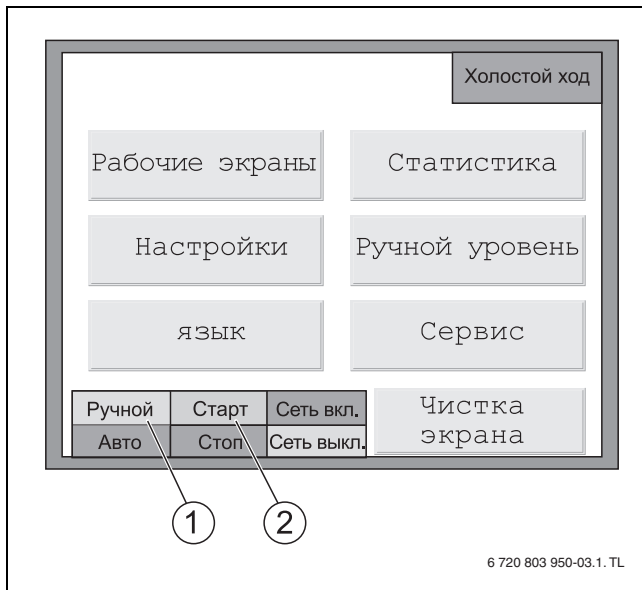 Холостой ход
Рабочие экраны
Статистика
Настройки
Ручной уровень
язык
Сервис
Ручной
Старт
Сеть вкл.
Авто
Стоп
Сеть выкл.
Чистка
экрана
1
2
6 720 803 950-03.1. TL